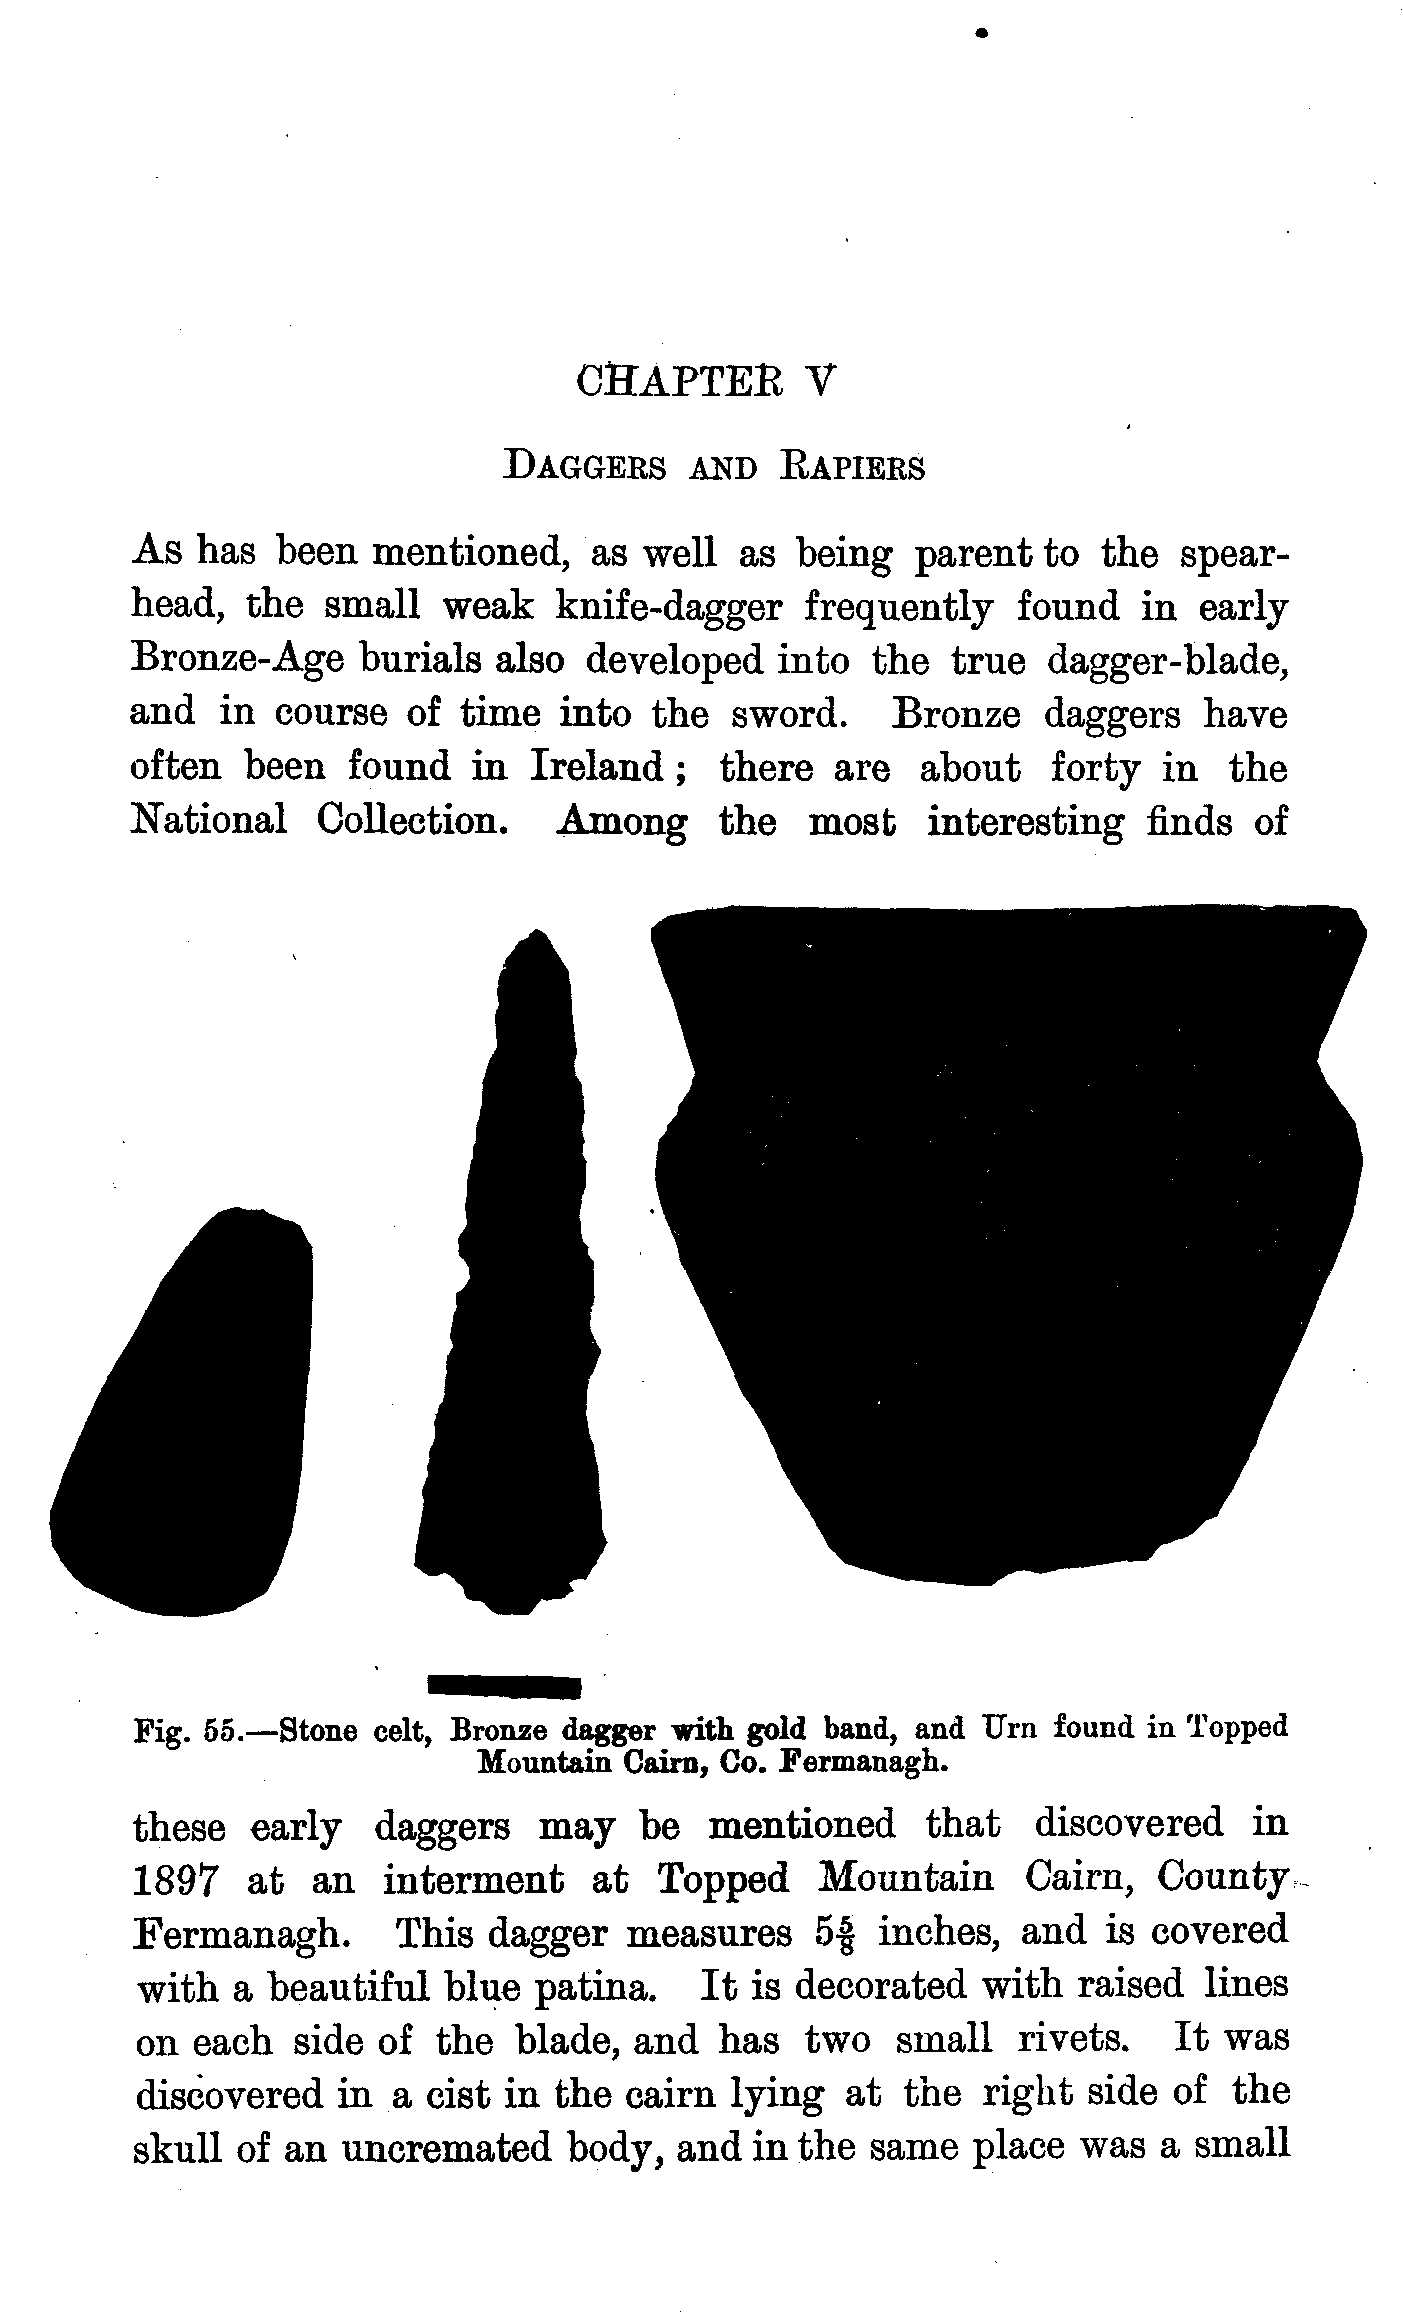 CHAPTER V
DAGGERS AND RAPIERS
As has been mentioned, as well as being parent to the spear-
head, the small weak knife-dagger frequently found in early
Bronze-Age burials also developed into the true dagger-blade,
and in course of time into the sword. Bronze daggers have
often been found in Ireland; there are about forty in the
National Collection. Among the most interesting finds of
Fig. 55.—Stone celt, Bronze dagger with gold band, and Urn found in Topped
Mountain Cairn, Co. Fermanagh.
these early daggers may be mentioned that discovered in
1897 at an interment at Topped Mountain Cairn, County
Fermanagh. This dagger measures 5⅝ inches, and is covered
with a beautiful blue patina. It is decorated with raised lines
on each side of the blade, and has two small rivets. It was
discovered in a cist in the cairn lying at the right side of the
skull of an uncremated body, and in the same place was a small